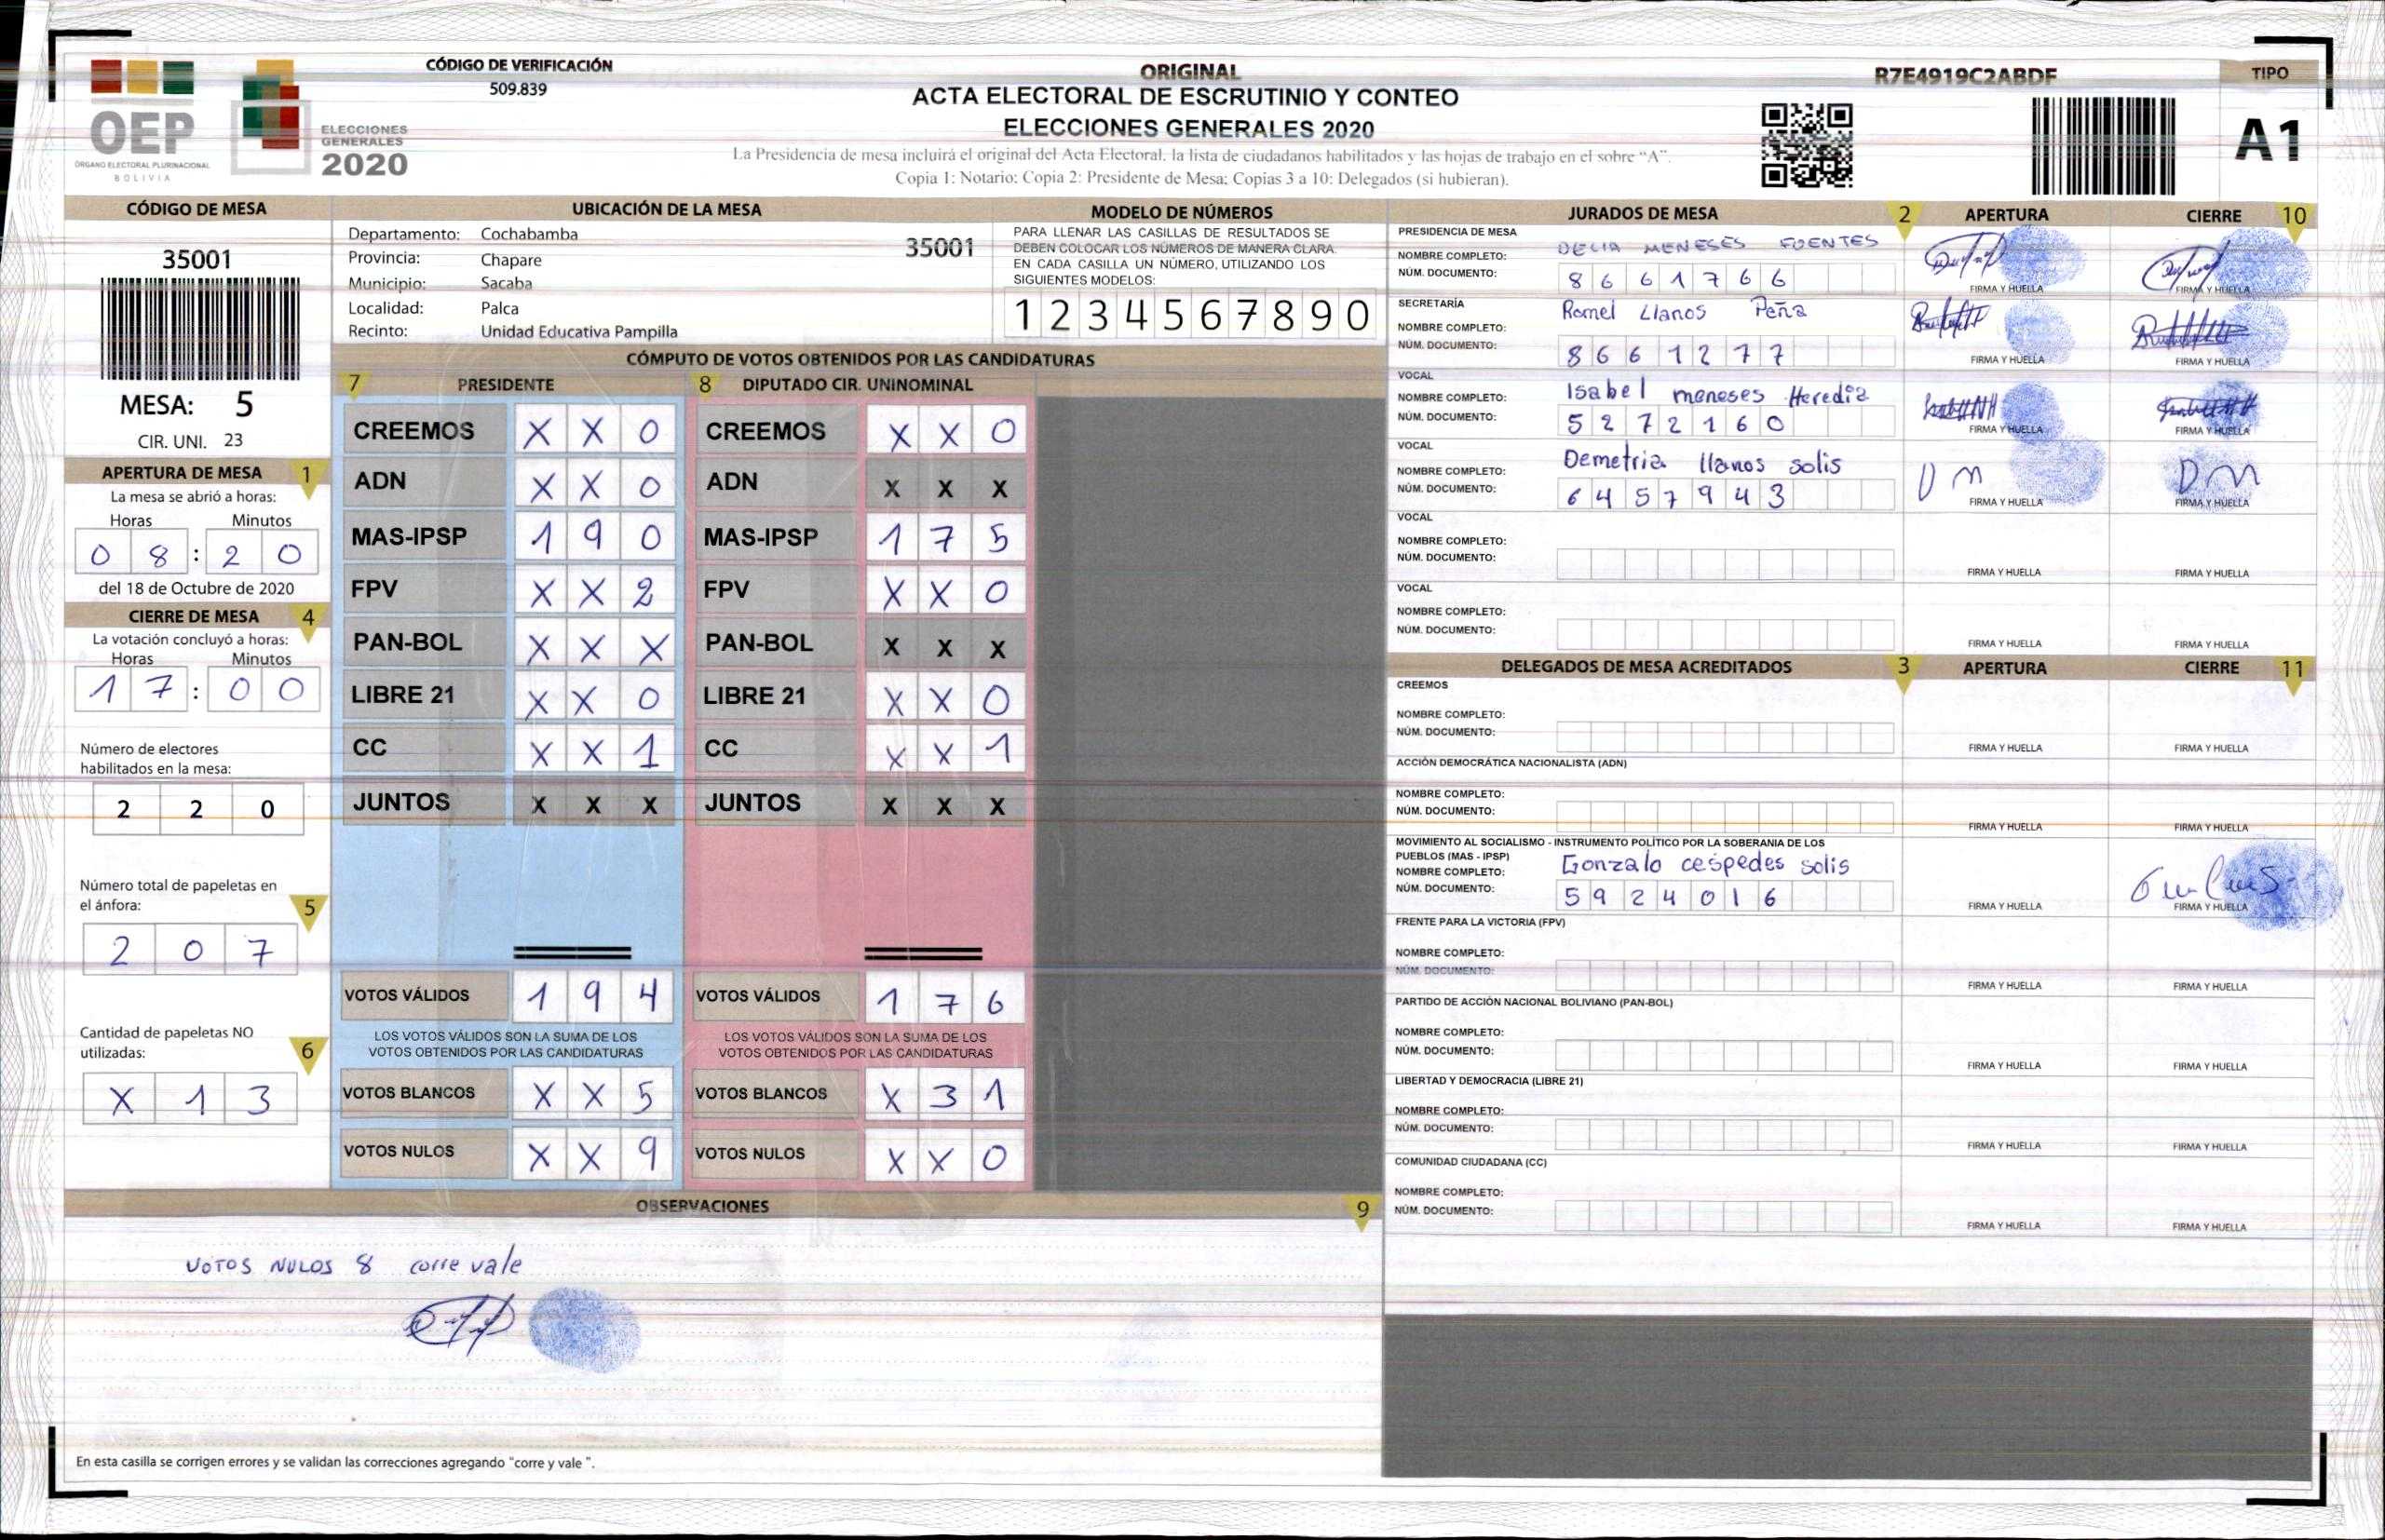 CÓDIGO DE VERIFICACIÓN
509.839
OEP
ÓRGANO ELECTORAL PLURINACIONAL
BOLIVIA
ELECCIONES
GENERALES
2020
ORIGINAL
ACTA ELECTORAL DE ESCRUTINIO Y CONTEO
ELECCIONES GENERALES 2020
La Presidencia de mesa incluirá el original del Acta Electoral, la lista de ciudadanos habilitados y las hojas de trabajo en el sobre “A”.
Copia 1: Notario; Copia 2: Presidente de Mesa; Copias 3 a 10: Delegados (si hubieran).
R7E4919C2ABDF
TIPO
A1
CÓDIGO DE MESA
35001
MESA: 5
CIR. UNI. 23
APERTURA DE MESA 1
La mesa se abrió a horas:
Horas Minutos
0 8 : 2 0
del 18 de Octubre de 2020
CIERRE DE MESA 4
La votación concluyó a horas:
Horas Minutos
1 7 : 0 0
Número de electores
habilitados en la mesa:
2 2 0
Número total de papeletas en
el ánfora: 5
2 0 7
Cantidad de papeletas NO
utilizadas: 6
X 1 3
UBICACIÓN DE LA MESA
Departamento: Cochabamba
35001
Provincia: Chapare
Municipio: Sacaba
Localidad: Palca
Recinto: Unidad Educativa Pampilla
MODELO DE NÚMEROS
PARA LLENAR LAS CASILLAS DE RESULTADOS SE
DEBEN COLOCAR LOS NÚMEROS DE MANERA CLARA.
EN CADA CASILLA UN NÚMERO, UTILIZANDO LOS
SIGUIENTES MODELOS:
1 2 3 4 5 6 7 8 9 0
CÓMPUTO DE VOTOS OBTENIDOS POR LAS CANDIDATURAS
7 PRESIDENTE
CREEMOS X X 0
ADN X X 0
MAS-IPSP 1 9 0
FPV X X 2
PAN-BOL X X X
LIBRE 21 X X 0
CC X X 1
JUNTOS X X X
VOTOS VÁLIDOS 1 9 4
LOS VOTOS VÁLIDOS SON LA SUMA DE LOS
VOTOS OBTENIDOS POR LAS CANDIDATURAS
VOTOS BLANCOS X X 5
VOTOS NULOS X X 9
8 DIPUTADO CIR. UNINOMINAL
CREEMOS X X 0
ADN X X X
MAS-IPSP 1 7 5
FPV X X 0
PAN-BOL X X X
LIBRE 21 X X 0
CC X X 1
JUNTOS X X X
VOTOS VÁLIDOS 1 7 6
LOS VOTOS VÁLIDOS SON LA SUMA DE LOS
VOTOS OBTENIDOS POR LAS CANDIDATURAS
VOTOS BLANCOS X 3 1
VOTOS NULOS X X 0
OBSERVACIONES 9
VOTOS NULOS 8 corre vale
En esta casilla se corrigen errores y se validan las correcciones agregando "corre y vale ".
JURADOS DE MESA 2 APERTURA CIERRE 10
PRESIDENCIA DE MESA
NOMBRE COMPLETO: DELIA MENESES FUENTES
NÚM. DOCUMENTO: 8 6 6 1 7 6 6
FIRMA Y HUELLA FIRMA Y HUELLA
SECRETARÍA
NOMBRE COMPLETO: Romel Llanos Peña
NÚM. DOCUMENTO: 8 6 6 1 2 7 7
FIRMA Y HUELLA FIRMA Y HUELLA
VOCAL
NOMBRE COMPLETO: Isabel meneses Heredia
NÚM. DOCUMENTO: 5 2 7 2 1 6 0
FIRMA Y HUELLA FIRMA Y HUELLA
VOCAL
NOMBRE COMPLETO: Demetria llanos solis
NÚM. DOCUMENTO: 6 4 5 7 9 4 3
FIRMA Y HUELLA FIRMA Y HUELLA
VOCAL
NOMBRE COMPLETO:
NÚM. DOCUMENTO:
FIRMA Y HUELLA FIRMA Y HUELLA
VOCAL
NOMBRE COMPLETO:
NÚM. DOCUMENTO:
FIRMA Y HUELLA FIRMA Y HUELLA
DELEGADOS DE MESA ACREDITADOS 3 APERTURA CIERRE 11
CREEMOS
NOMBRE COMPLETO:
NÚM. DOCUMENTO:
FIRMA Y HUELLA FIRMA Y HUELLA
ACCIÓN DEMOCRÁTICA NACIONALISTA (ADN)
NOMBRE COMPLETO:
NÚM. DOCUMENTO:
FIRMA Y HUELLA FIRMA Y HUELLA
MOVIMIENTO AL SOCIALISMO - INSTRUMENTO POLÍTICO POR LA SOBERANIA DE LOS
PUEBLOS (MAS - IPSP)
NOMBRE COMPLETO: Gonzalo cespedes solis
NÚM. DOCUMENTO: 5 9 2 4 0 1 6
FIRMA Y HUELLA FIRMA Y HUELLA
FRENTE PARA LA VICTORIA (FPV)
NOMBRE COMPLETO:
NÚM. DOCUMENTO:
FIRMA Y HUELLA FIRMA Y HUELLA
PARTIDO DE ACCIÓN NACIONAL BOLIVIANO (PAN-BOL)
NOMBRE COMPLETO:
NÚM. DOCUMENTO:
FIRMA Y HUELLA FIRMA Y HUELLA
LIBERTAD Y DEMOCRACIA (LIBRE 21)
NOMBRE COMPLETO:
NÚM. DOCUMENTO:
FIRMA Y HUELLA FIRMA Y HUELLA
COMUNIDAD CIUDADANA (CC)
NOMBRE COMPLETO:
NÚM. DOCUMENTO:
FIRMA Y HUELLA FIRMA Y HUELLA